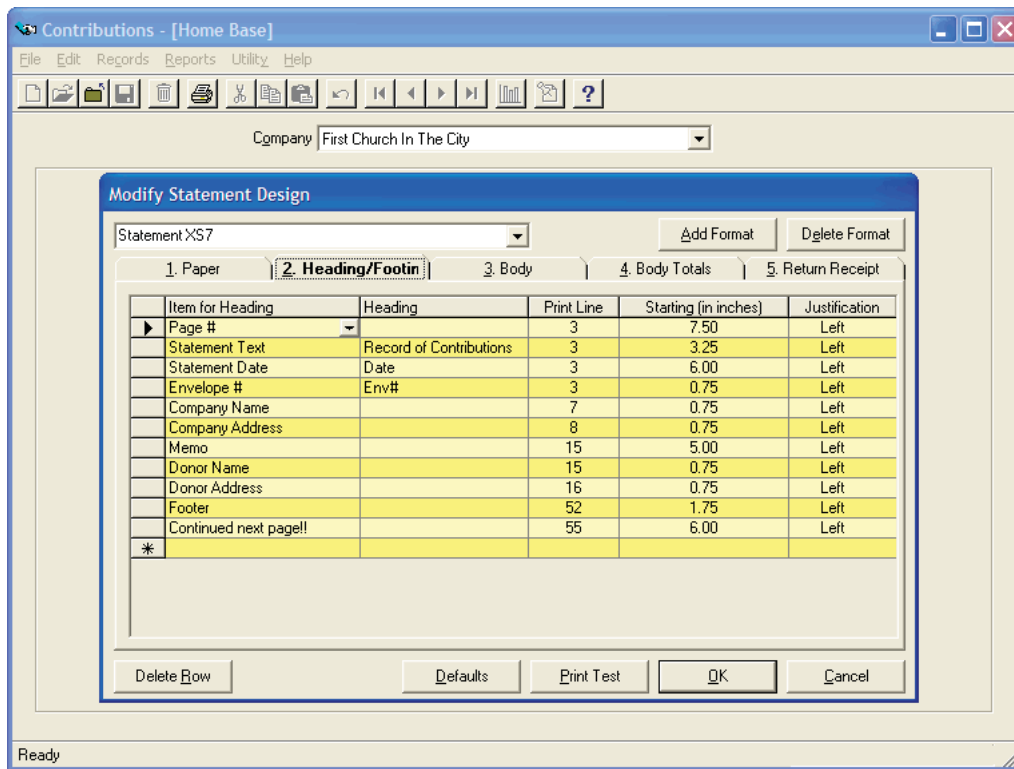 Contributions - [Home Base]
File Edit Records Reports Utility Help
?
Company First Church In The City
Modify Statement Design
Statement XS7 Add Format Delete Format
1. Paper 2. Heading/Footin 3. Body 4. Body Totals 5. Return Receipt
Item for Heading Heading Print Line Starting (in inches) Justification
Page # 3 7.50 Left
Statement Text Record of Contributions 3 3.25 Left
Statement Date Date 3 6.00 Left
Envelope # Env# 3 0.75 Left
Company Name 7 0.75 Left
Company Address 8 0.75 Left
Memo 15 5.00 Left
Donor Name 15 0.75 Left
Donor Address 16 0.75 Left
Footer 52 1.75 Left
Continued next page!! 55 6.00 Left
Delete Row Defaults Print Test OK Cancel
Ready